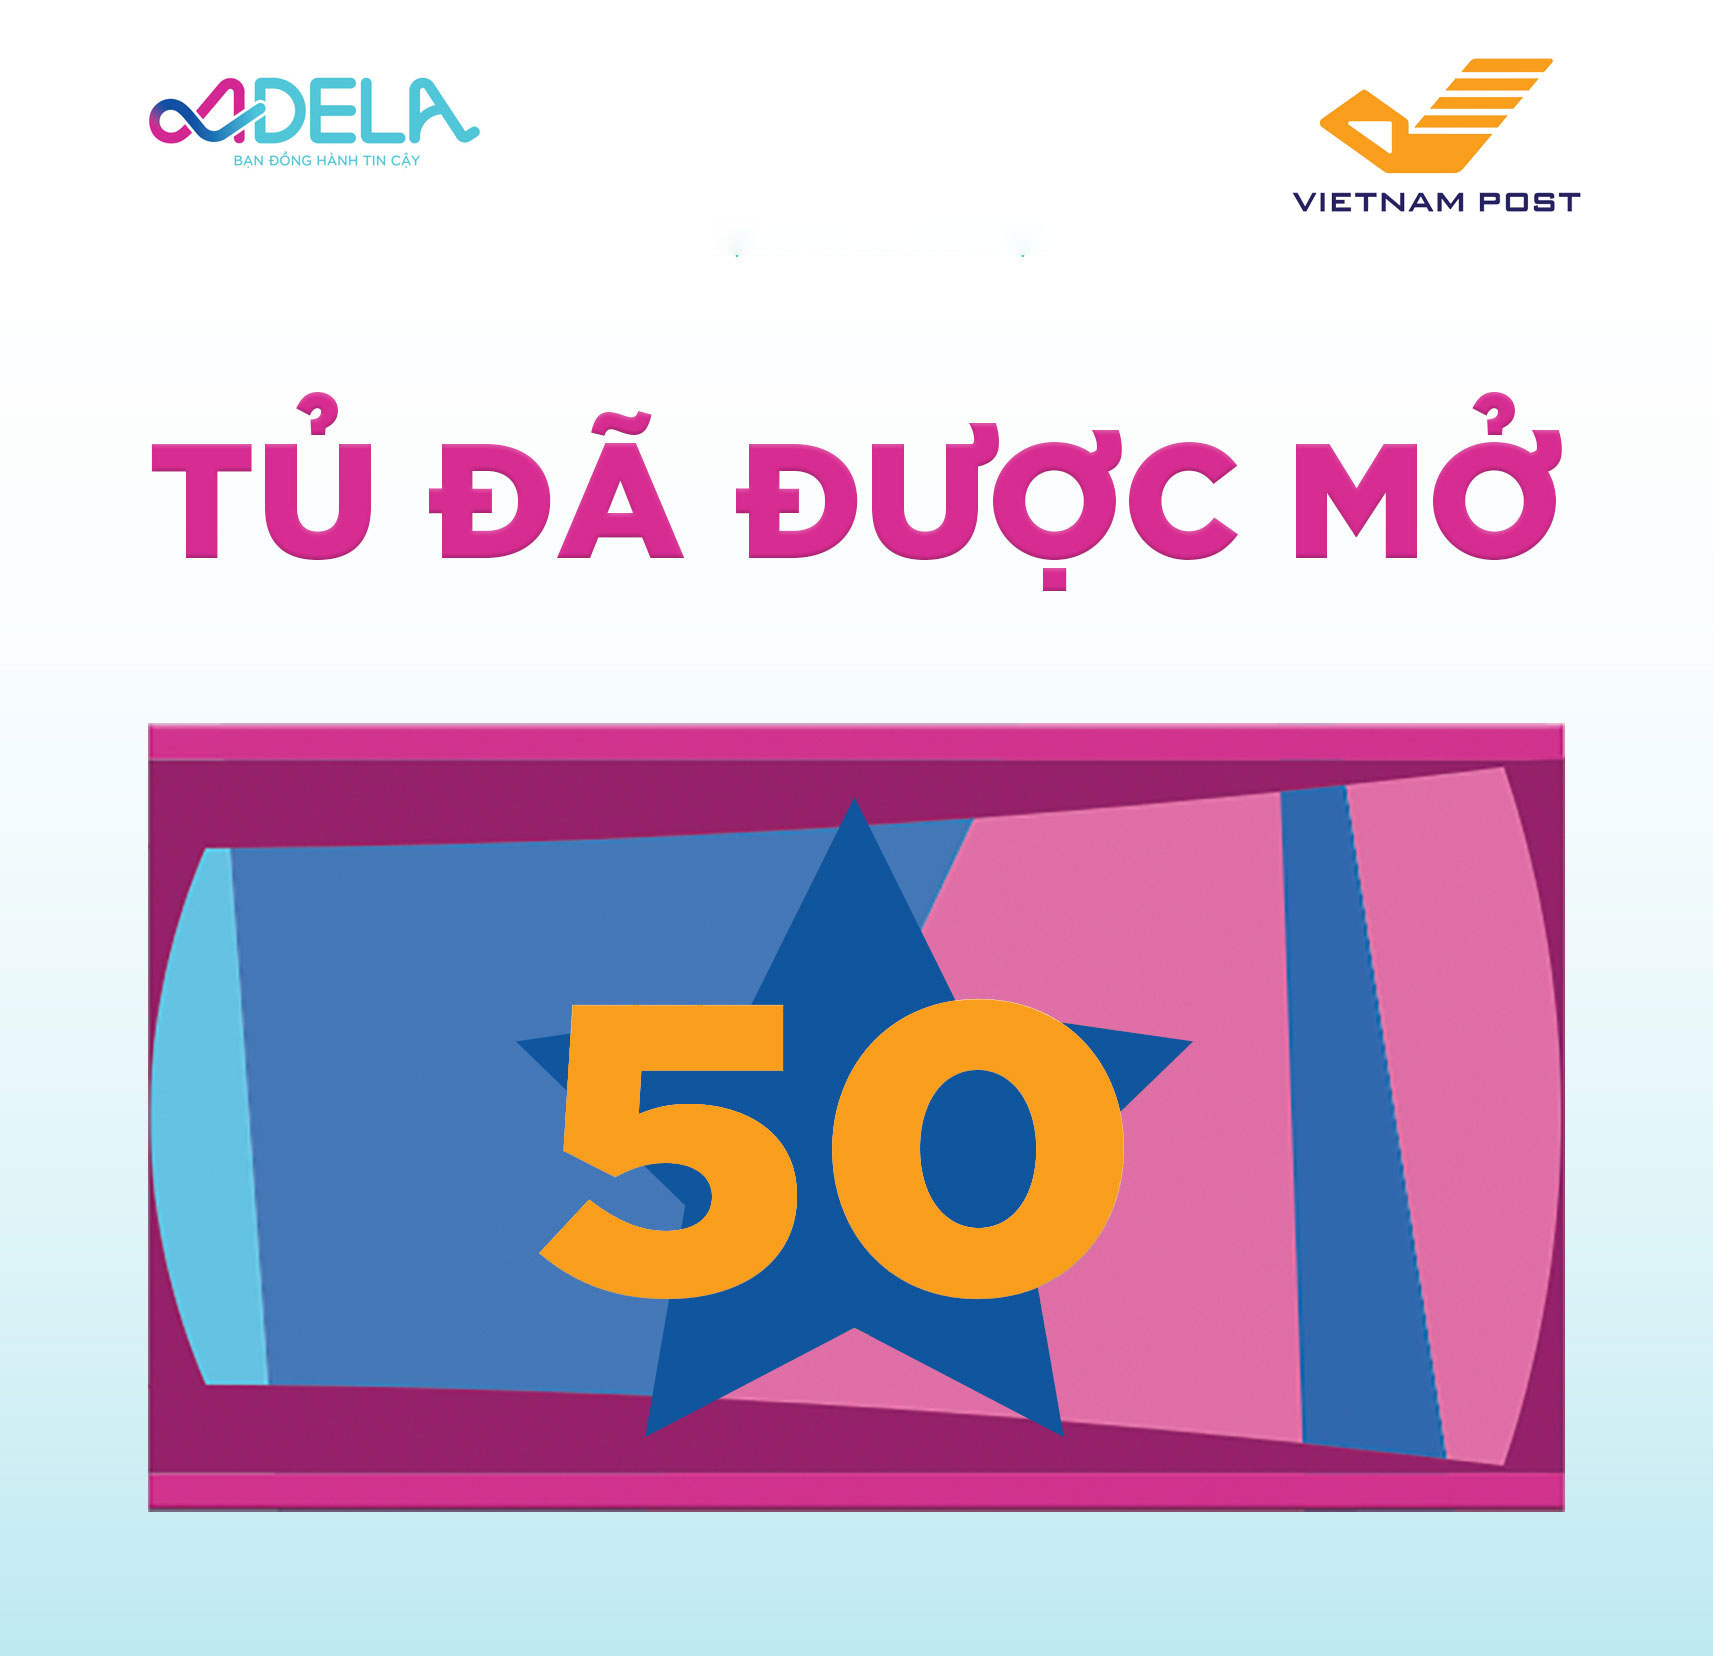 ADELA
BẠN ĐỒNG HÀNH TIN CẬY
VIETNAM POST
TỦ ĐÃ ĐƯỢC MỞ
50